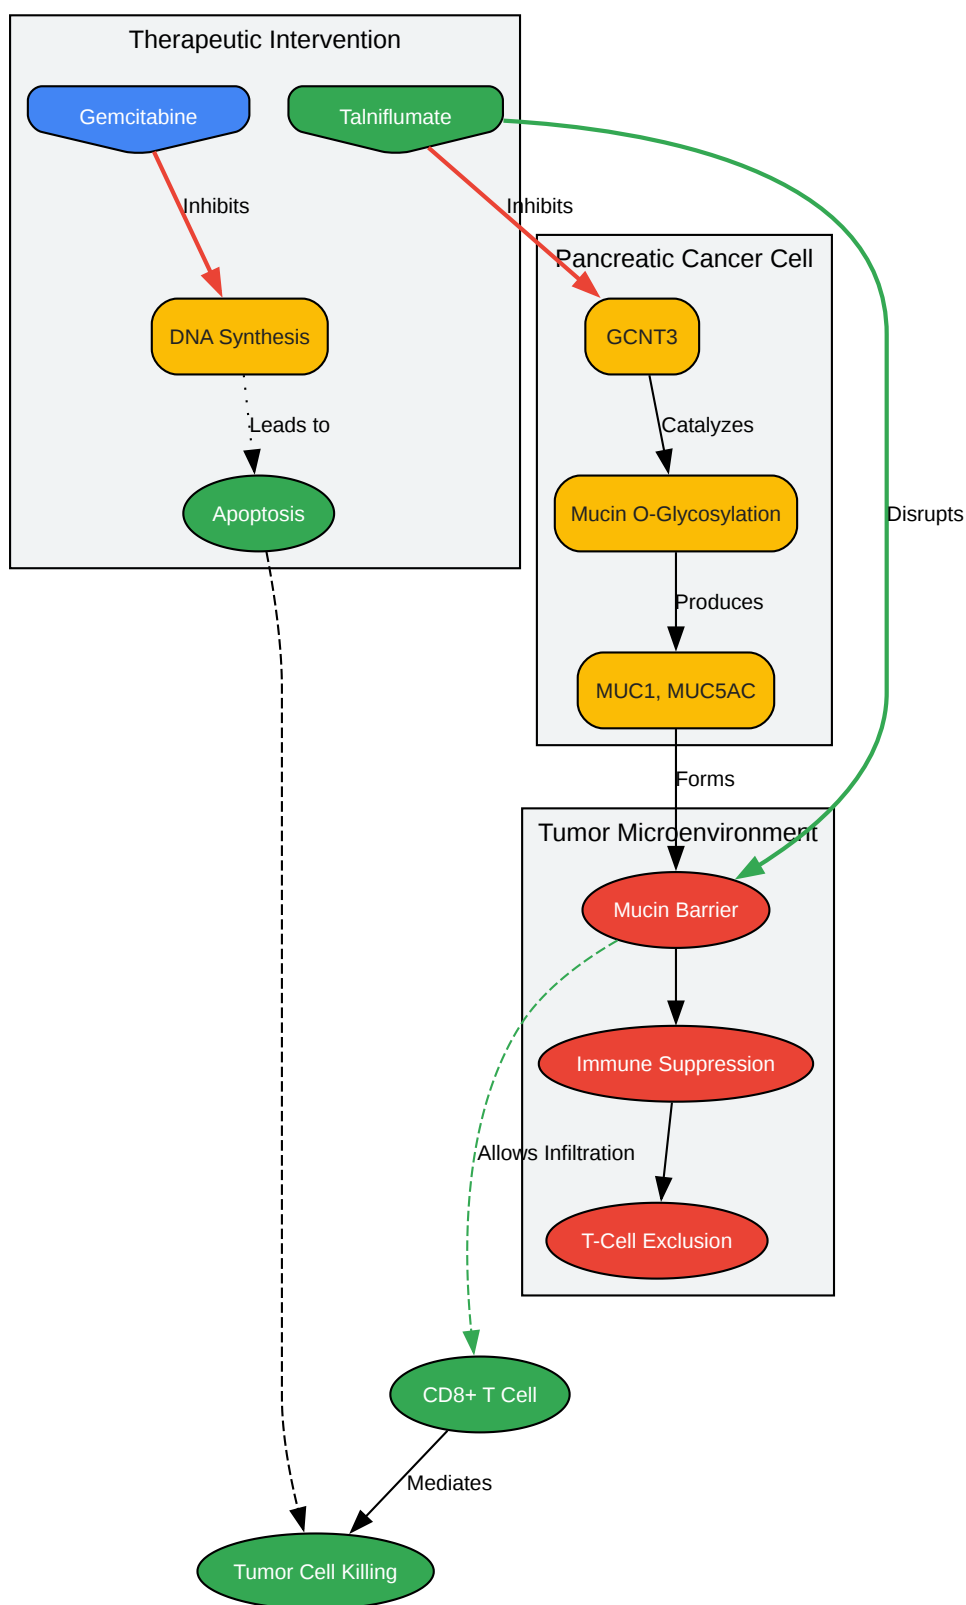 Therapeutic Intervention
Gemcitabine
Talniflumate
Inhibits
Inhibits
Pancreatic Cancer Cell
DNA Synthesis
GCNT3
Leads to
Catalyzes
Apoptosis
Mucin O-Glycosylation
Disrupts
Produces
MUC1, MUC5AC
Forms
Tumor Microenvironment
Mucin Barrier
Immune Suppression
Allows Infiltration
T-Cell Exclusion
CD8+ T Cell
Mediates
Tumor Cell Killing